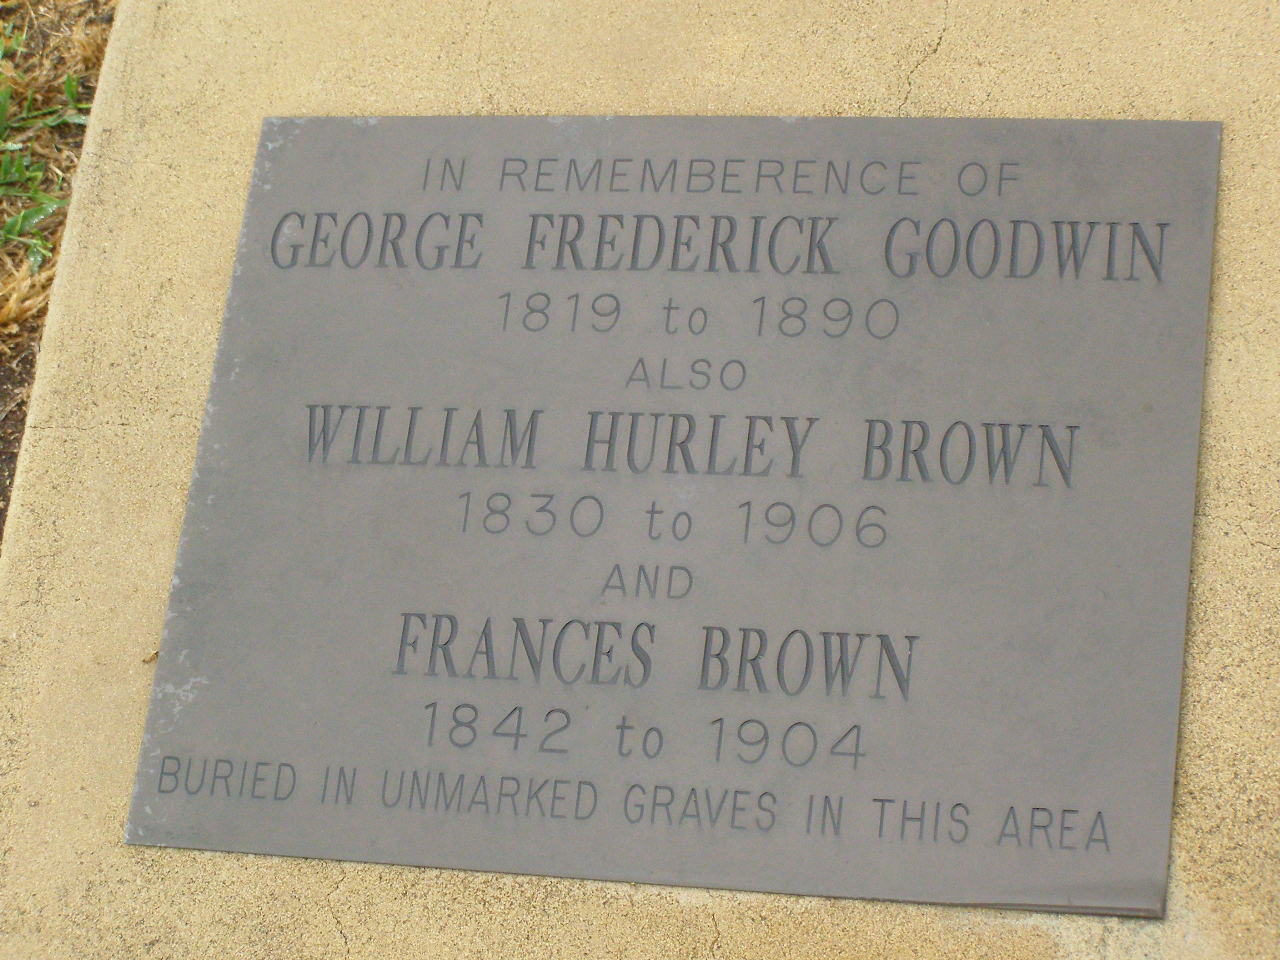 IN REMEMBERENCE OF
GEORGE FREDERICK GOODWIN
1819 to 1890
ALSO
WILLIAM HURLEY BROWN
1830 to 1906
AND
FRANCES BROWN
1842 to 1904
BURIED IN UNMARKED GRAVES IN THIS AREA